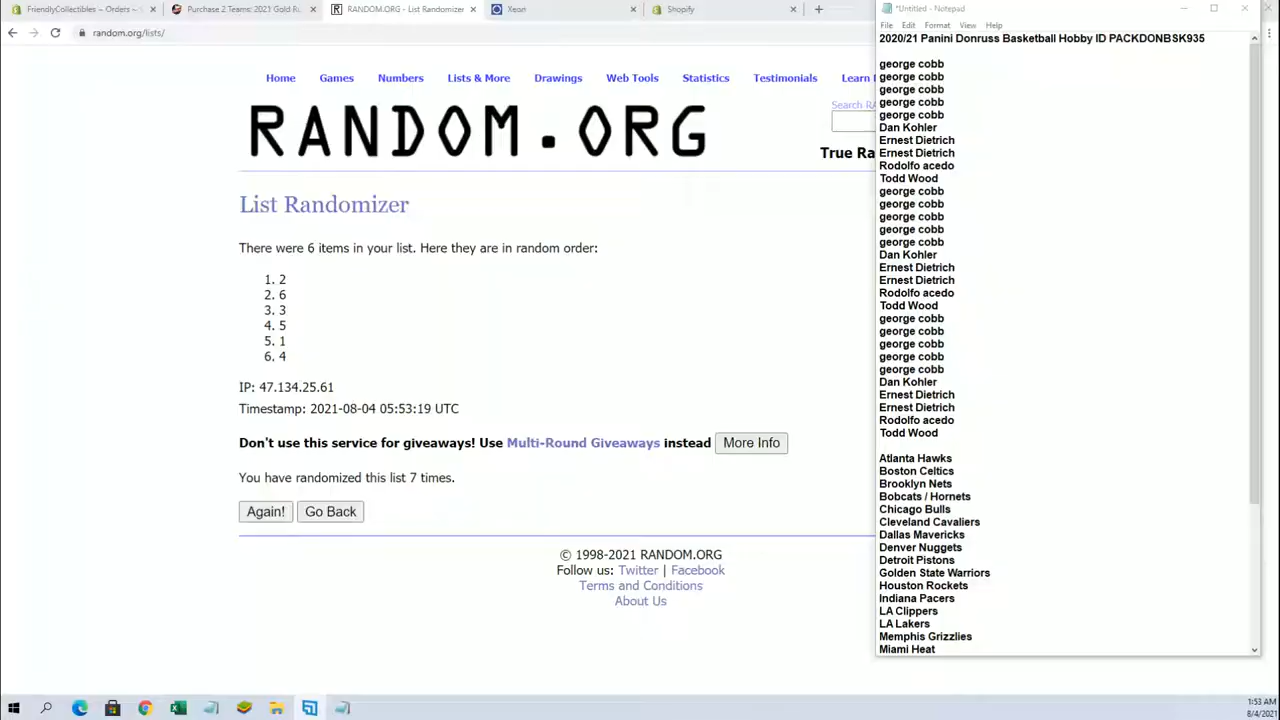 FriendlyCollectibles ~ Orders ~
Purchase 2 Teams: 2021 Gold Ru
RANDOM.ORG - List Randomizer
Xeon
Shopify
random.org/lists/
Home
Games
Numbers
Lists & More
Drawings
Web Tools
Statistics
Testimonials
Learn
RANDOM.ORG
Search RA
True Ra
List Randomizer
There were 6 items in your list. Here they are in random order:
1. 2
2. 6
3. 3
4. 5
5. 1
6. 4
IP: 47.134.25.61
Timestamp: 2021-08-04 05:53:19 UTC
Don't use this service for giveaways! Use Multi-Round Giveaways instead
More Info
You have randomized this list 7 times.
Again!
Go Back
© 1998-2021 RANDOM.ORG
Follow us: Twitter | Facebook
Terms and Conditions
About Us
*Untitled - Notepad
File Edit Format View Help
2020/21 Panini Donruss Basketball Hobby ID PACKDONBSK935
george cobb
george cobb
george cobb
george cobb
george cobb
Dan Kohler
Ernest Dietrich
Ernest Dietrich
Rodolfo acedo
Todd Wood
george cobb
george cobb
george cobb
george cobb
george cobb
Dan Kohler
Ernest Dietrich
Ernest Dietrich
Rodolfo acedo
Todd Wood
george cobb
george cobb
george cobb
george cobb
george cobb
Dan Kohler
Ernest Dietrich
Ernest Dietrich
Rodolfo acedo
Todd Wood
Atlanta Hawks
Boston Celtics
Brooklyn Nets
Bobcats / Hornets
Chicago Bulls
Cleveland Cavaliers
Dallas Mavericks
Denver Nuggets
Detroit Pistons
Golden State Warriors
Houston Rockets
Indiana Pacers
LA Clippers
LA Lakers
Memphis Grizzlies
Miami Heat
1:53 AM
8/4/2021